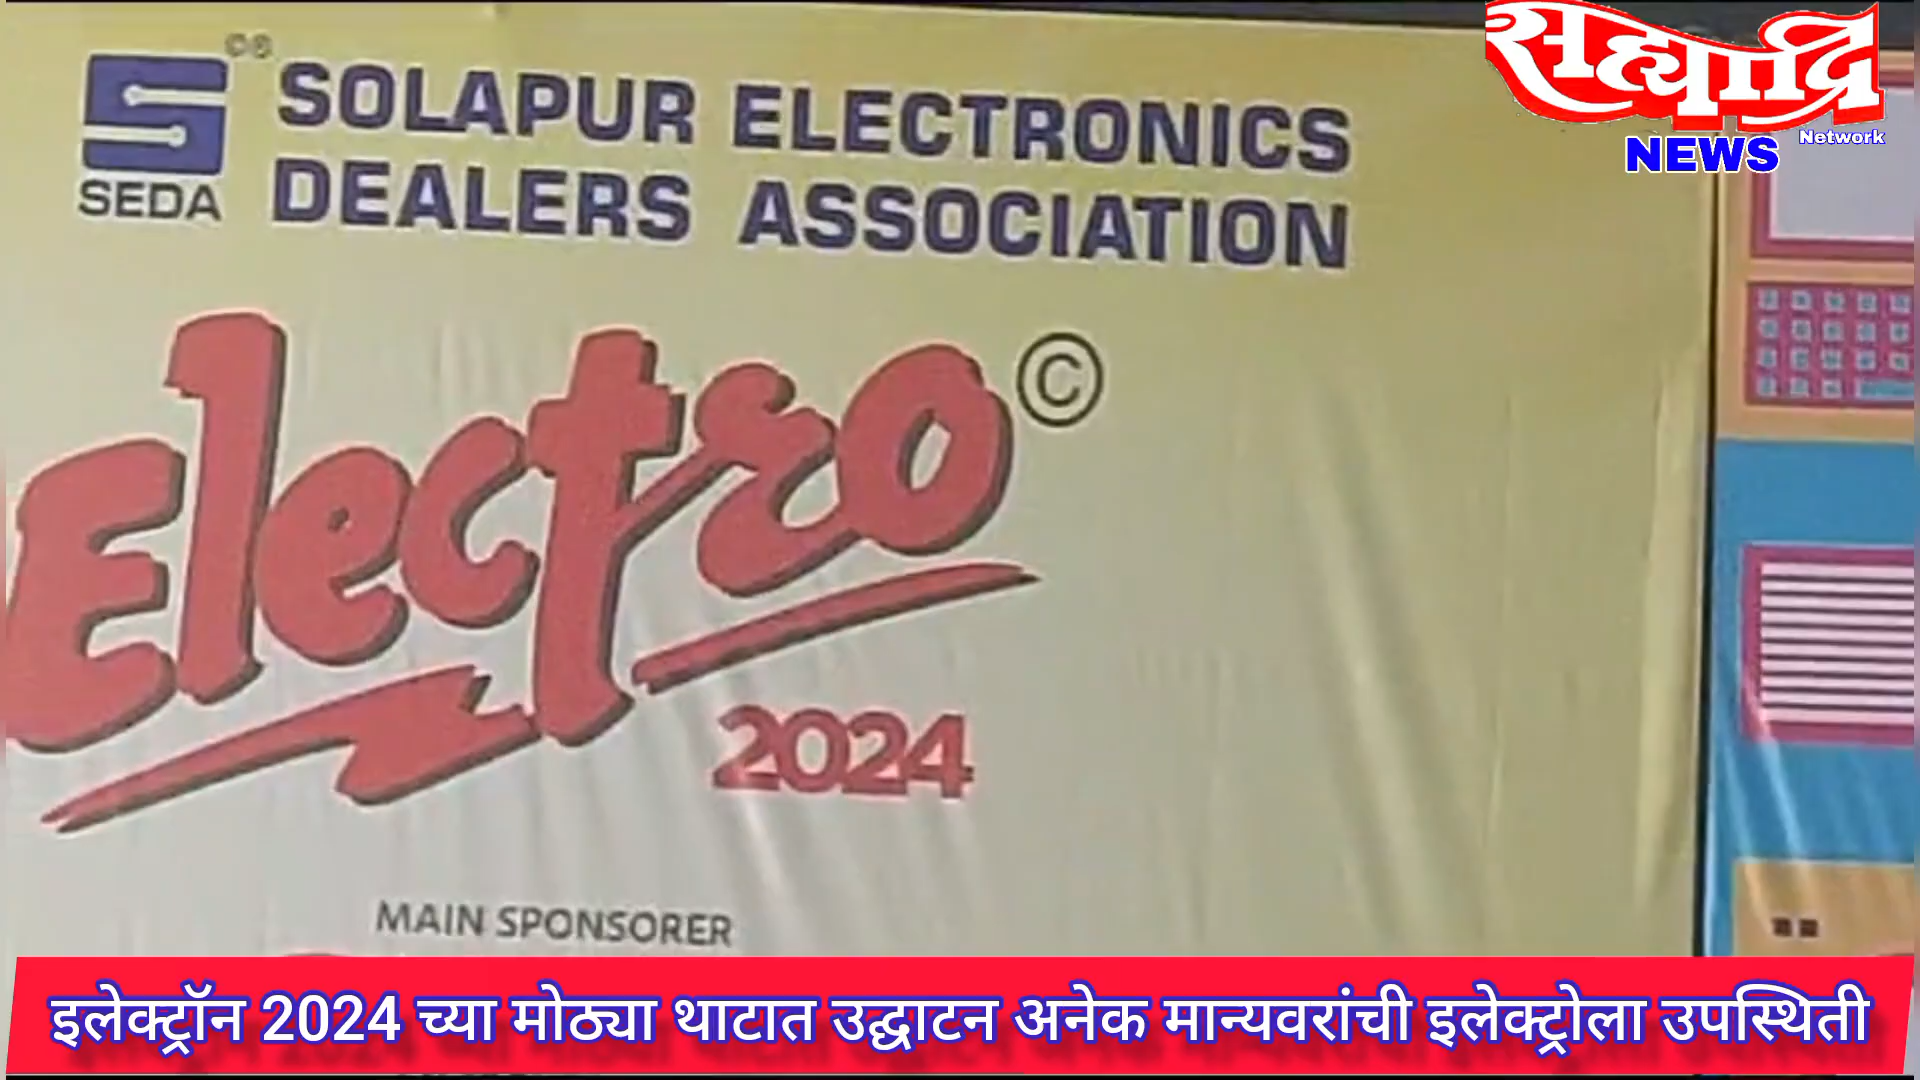 SOLAPUR ELECTRONICS
DEALERS ASSOCIATION
SEDA
सह्याद्रि
NEWS Network
Electro ©
2024
MAIN SPONSORER
इलेक्ट्रॉन 2024 च्या मोठ्या थाटात उद्घाटन अनेक मान्यवरांची इलेक्ट्रोला उपस्थिती